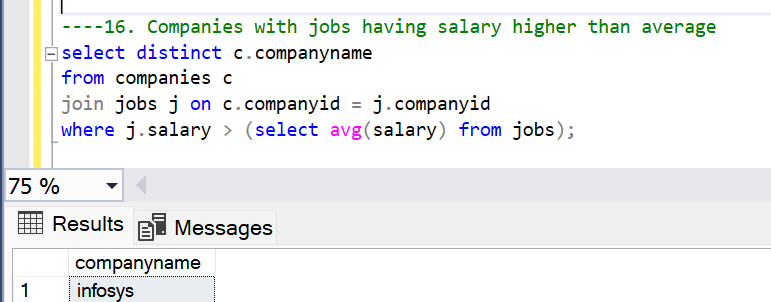 ----16. Companies with jobs having salary higher than average
select distinct c.companyname
from companies c
join jobs j on c.companyid = j.companyid
where j.salary > (select avg(salary) from jobs);
75 %
Results Messages
companyname
1 infosys